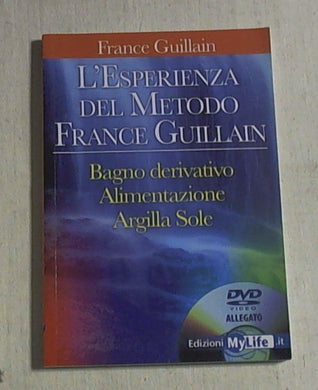 France Guillain
L'Esperienza
del Metodo
France Guillain
Bagno derivativo
Alimentazione
Argilla Sole
DVD
VIDEO
ALLEGATO
Edizioni MyLife.it